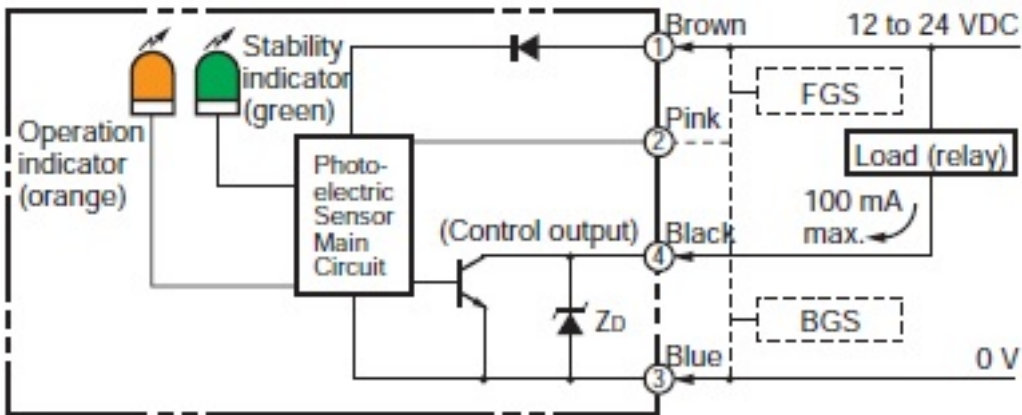 Brown
12 to 24 VDC
1
Stability
indicator
(green)
FGS
Operation
indicator
(orange)
Pink
2
Load (relay)
Photo-
electric
Sensor
Main
Circuit
100 mA
max.
(Control output)
Black
4
ZD
BGS
Blue
0 V
3